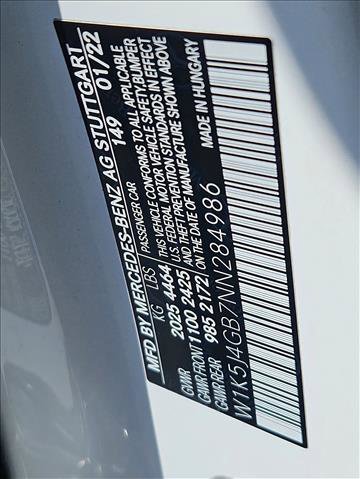 MFD BY MERCEDES-BENZ AG STUTTGART
149 01/22
KG LBS
GVWR 2025 4464
GAWR FRONT 1100 2425
GAWR REAR 985 2172
PASSENGER CAR
THIS VEHICLE CONFORMS TO ALL APPLICABLE
U.S. FEDERAL MOTOR VEHICLE SAFETY, BUMPER
& THEFT PREVENTION STANDARDS IN EFFECT
ON THE DATE OF MANUFACTURE SHOWN ABOVE
W1K5J4GB7NN284986
MADE IN HUNGARY